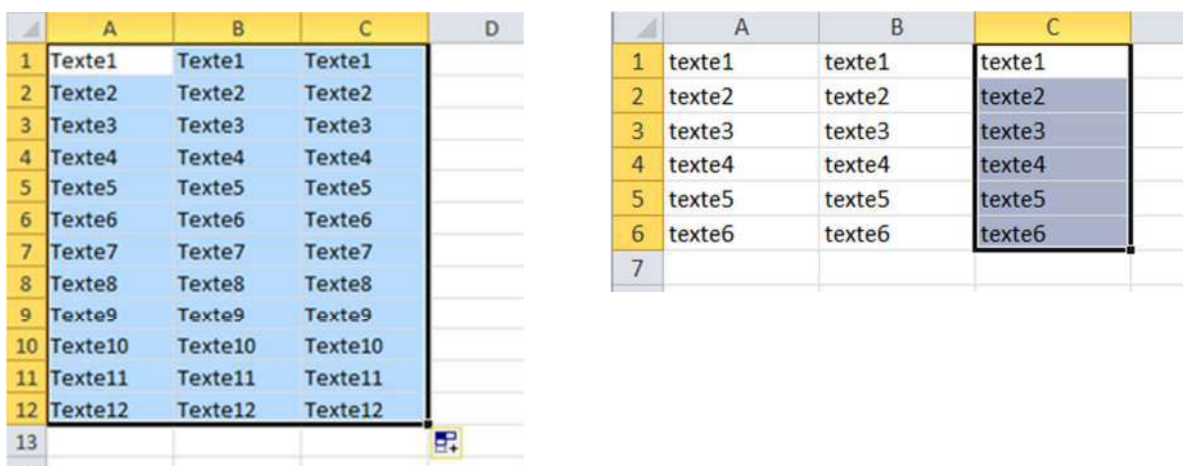 A B C D
1 Texte1 Texte1 Texte1
2 Texte2 Texte2 Texte2
3 Texte3 Texte3 Texte3
4 Texte4 Texte4 Texte4
5 Texte5 Texte5 Texte5
6 Texte6 Texte6 Texte6
7 Texte7 Texte7 Texte7
8 Texte8 Texte8 Texte8
9 Texte9 Texte9 Texte9
10 Texte10 Texte10 Texte10
11 Texte11 Texte11 Texte11
12 Texte12 Texte12 Texte12
13
A B C
1 texte1 texte1 texte1
2 texte2 texte2 texte2
3 texte3 texte3 texte3
4 texte4 texte4 texte4
5 texte5 texte5 texte5
6 texte6 texte6 texte6
7